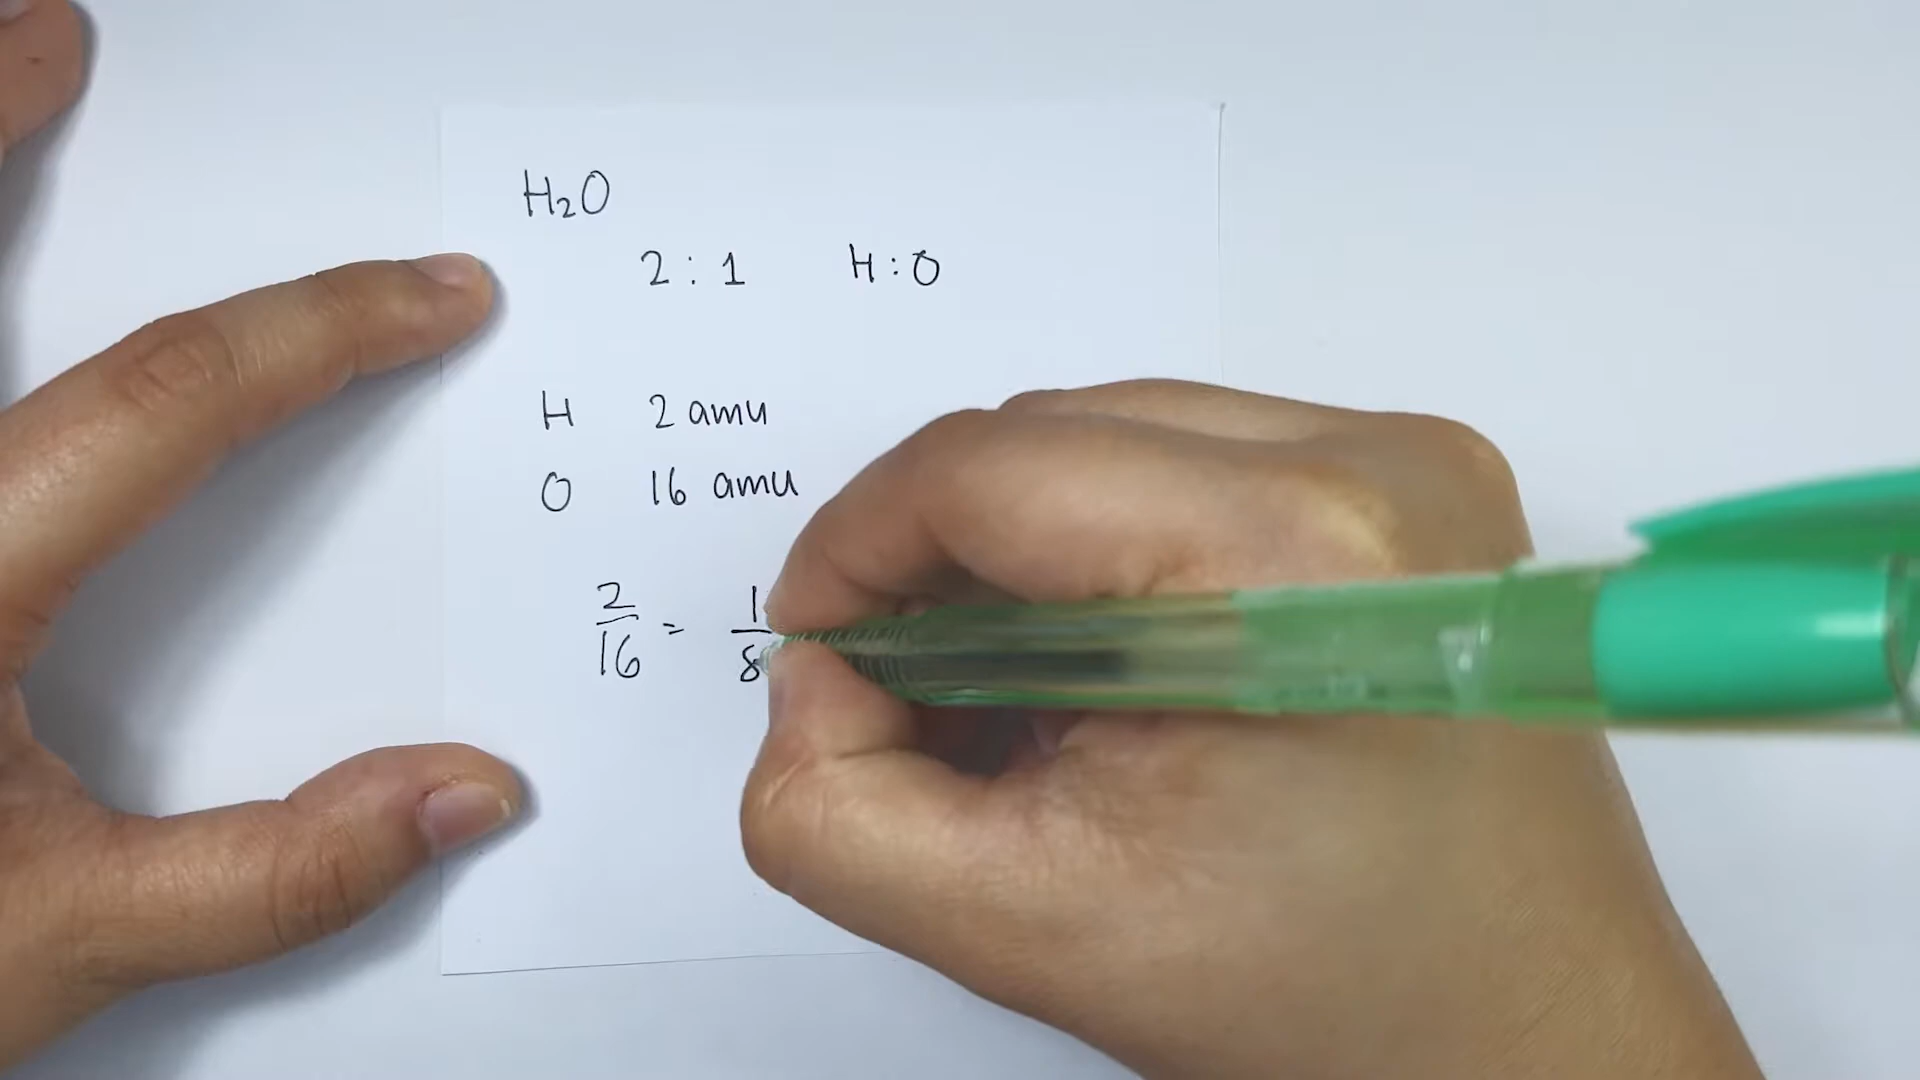 H₂O
2 : 1 H : O
H 2 amu
O 16 amu
2/16 = 1/8